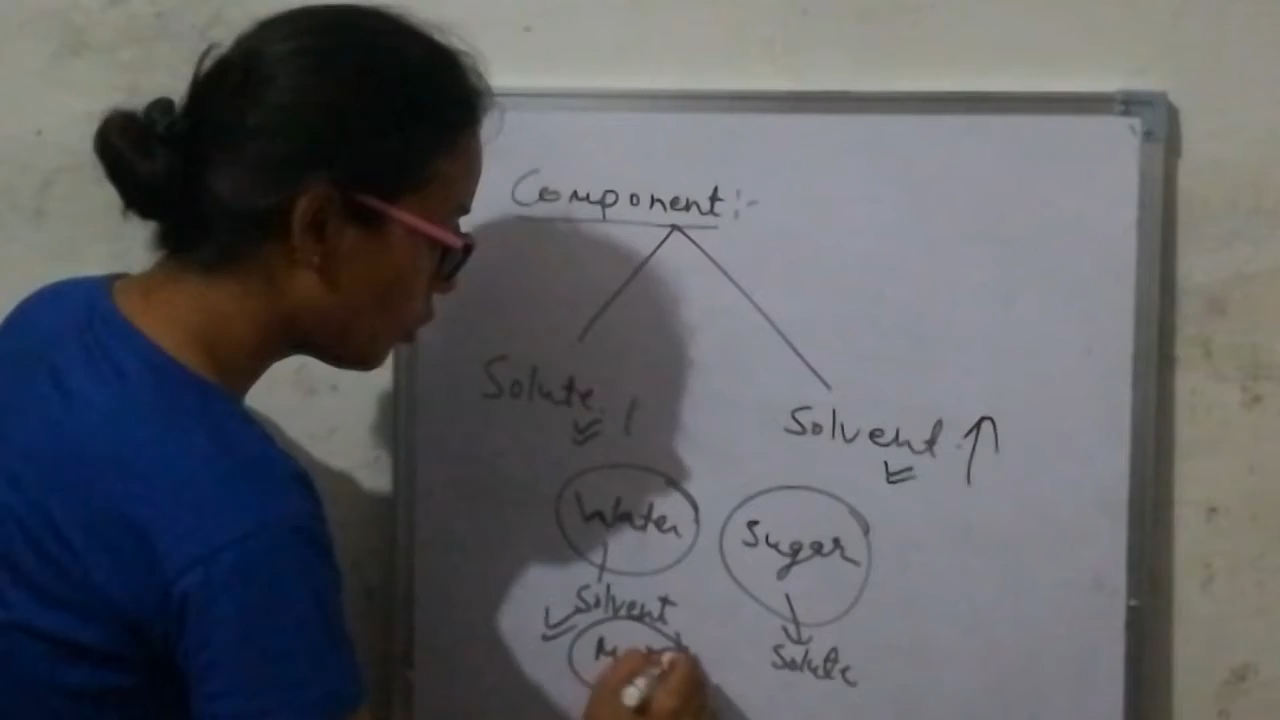 Component:-
Solute
Solvent ↑
Water
Sugar
Solvent
Solute